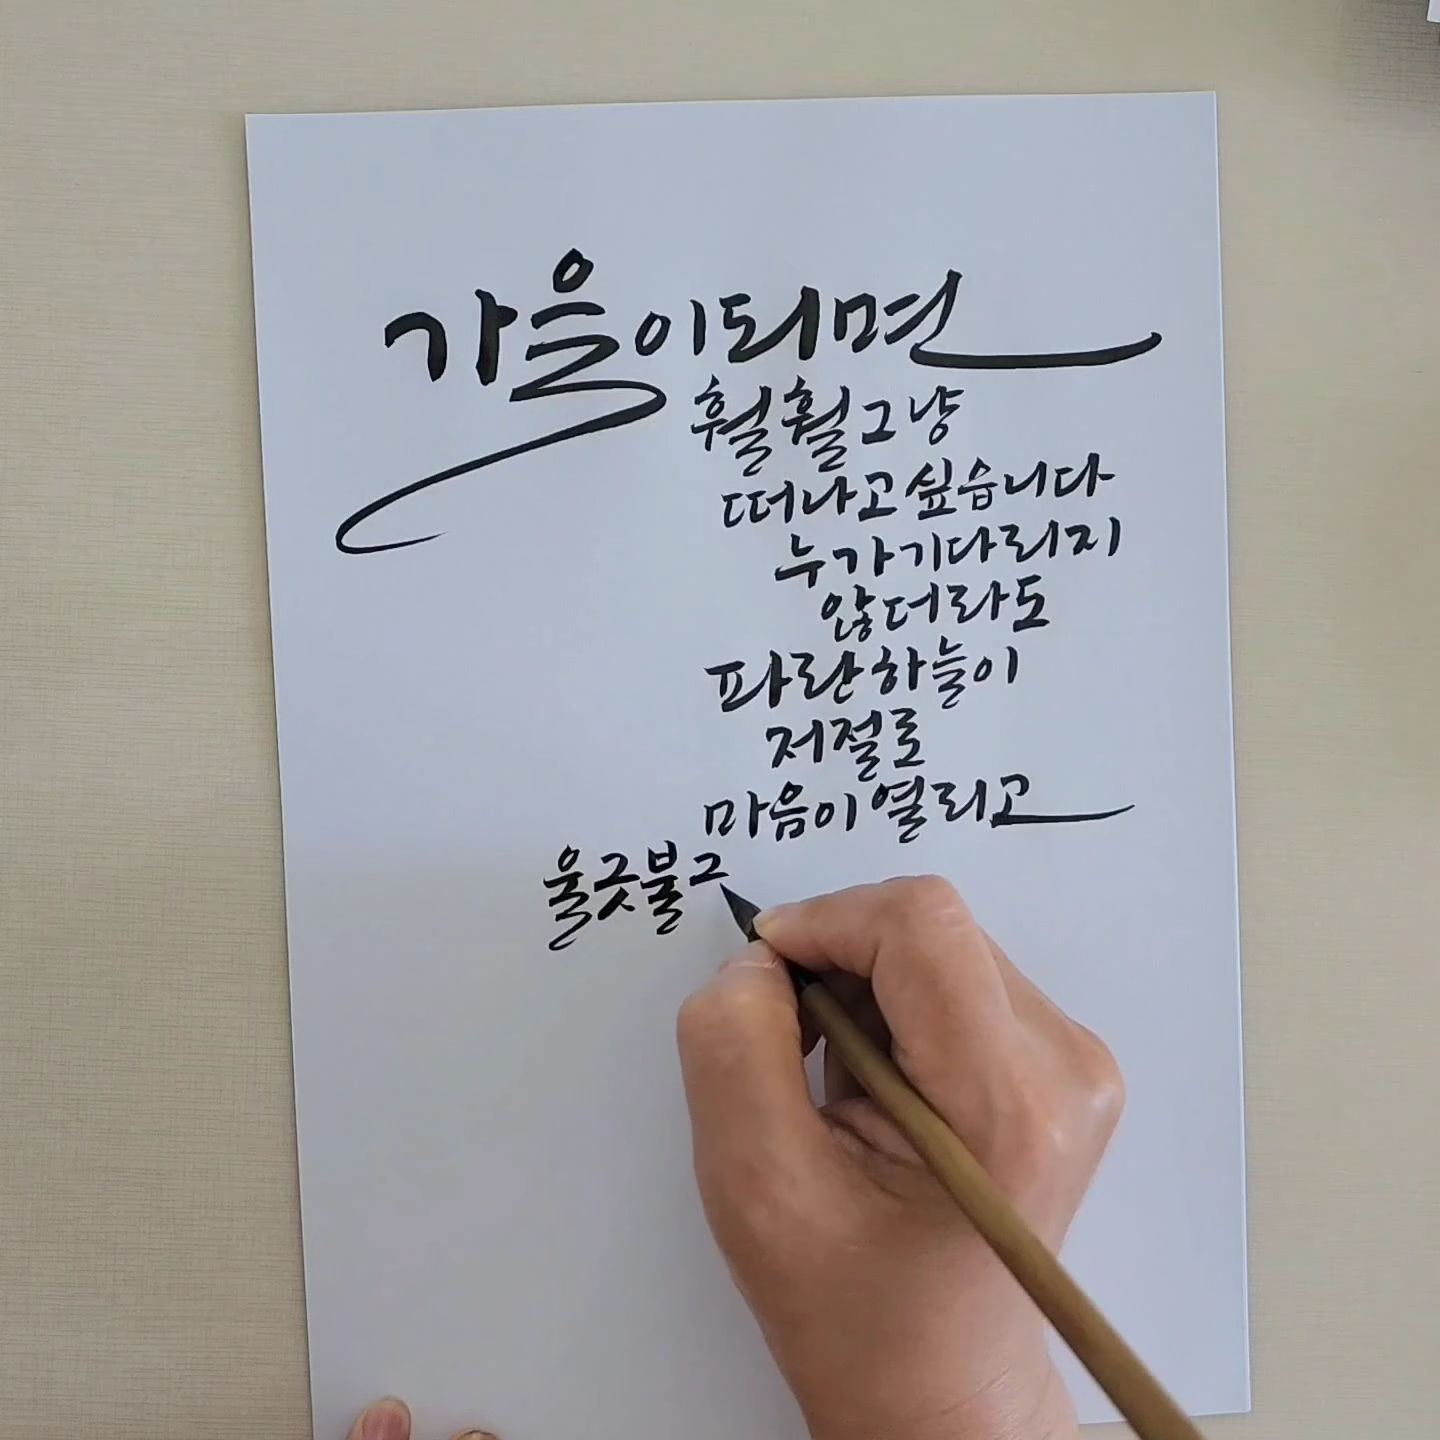 가을이되면
훨훨그냥
떠나고싶습니다
누가기다리지
않더라도
파란하늘이
저절로
마음이열리고
울긋불그